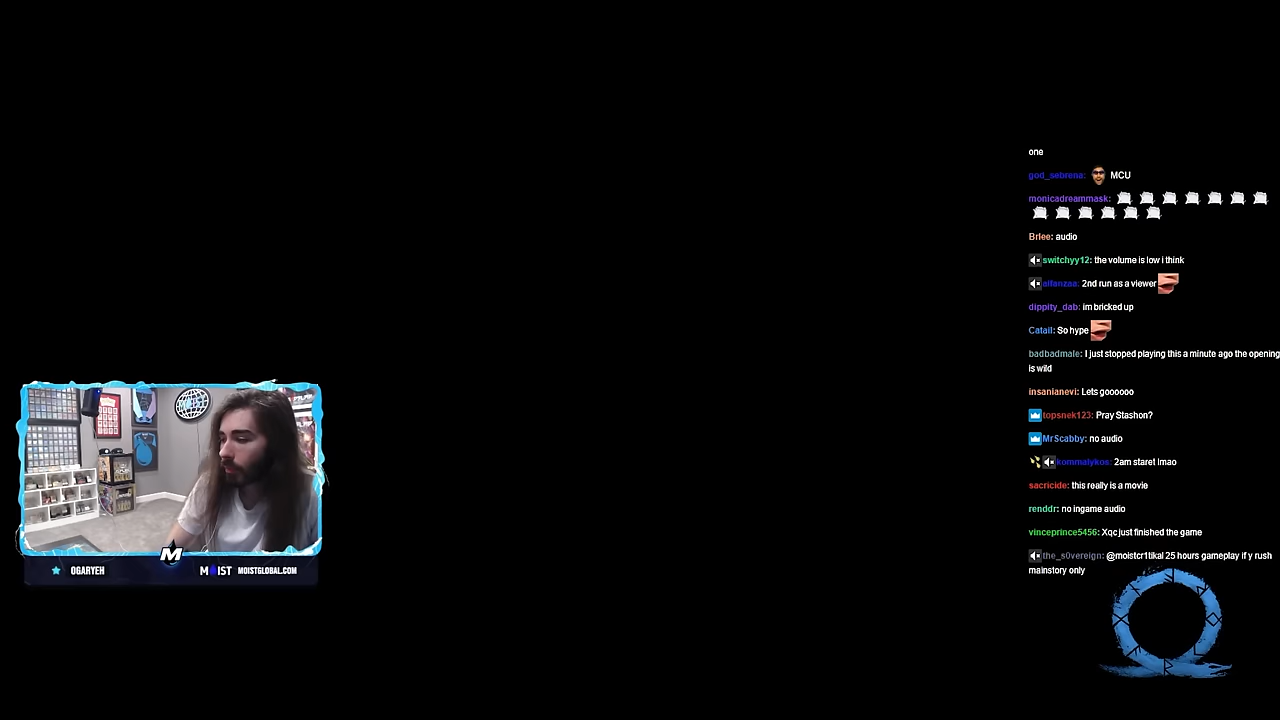 one
god_sebrena: MCU
monicadreammask:
Brlee: audio
switchyy12: the volume is low i think
alfanzaa: 2nd run as a viewer
dippity_dab: im bricked up
Catail: So hype
badbadmale: I just stopped playing this a minute ago the opening
is wild
insanianevi: Lets goooooo
topsnek123: Pray Stashon?
MrScabby: no audio
kommalykos: 2am staret lmao
sacricide: this really is a movie
renddr: no ingame audio
vinceprince5456: Xqc just finished the game
the_s0vereign: @moistcr1tikal 25 hours gameplay if y rush
mainstory only
M
OGARYEH MOIST MOISTGLOBAL.COM